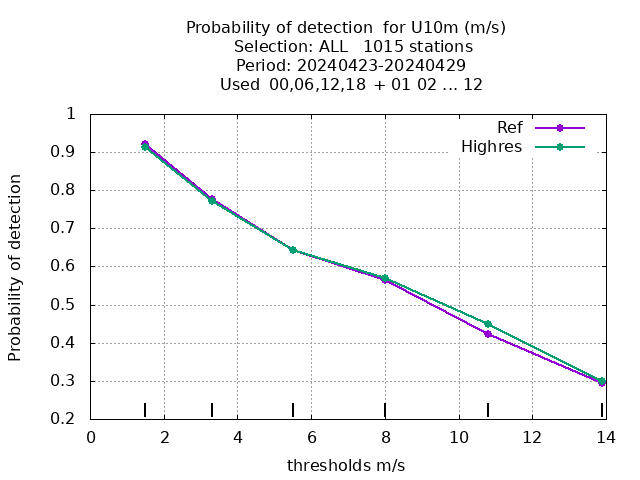 Probability of detection  for U10m (m/s)
Selection: ALL   1015 stations
Period: 20240423-20240429
Used  00,06,12,18  + 01 02 ... 12
Ref
Highres
Probability of detection
1
0.9
0.8
0.7
0.6
0.5
0.4
0.3
0.2
0 2 4 6 8 10 12 14
thresholds m/s